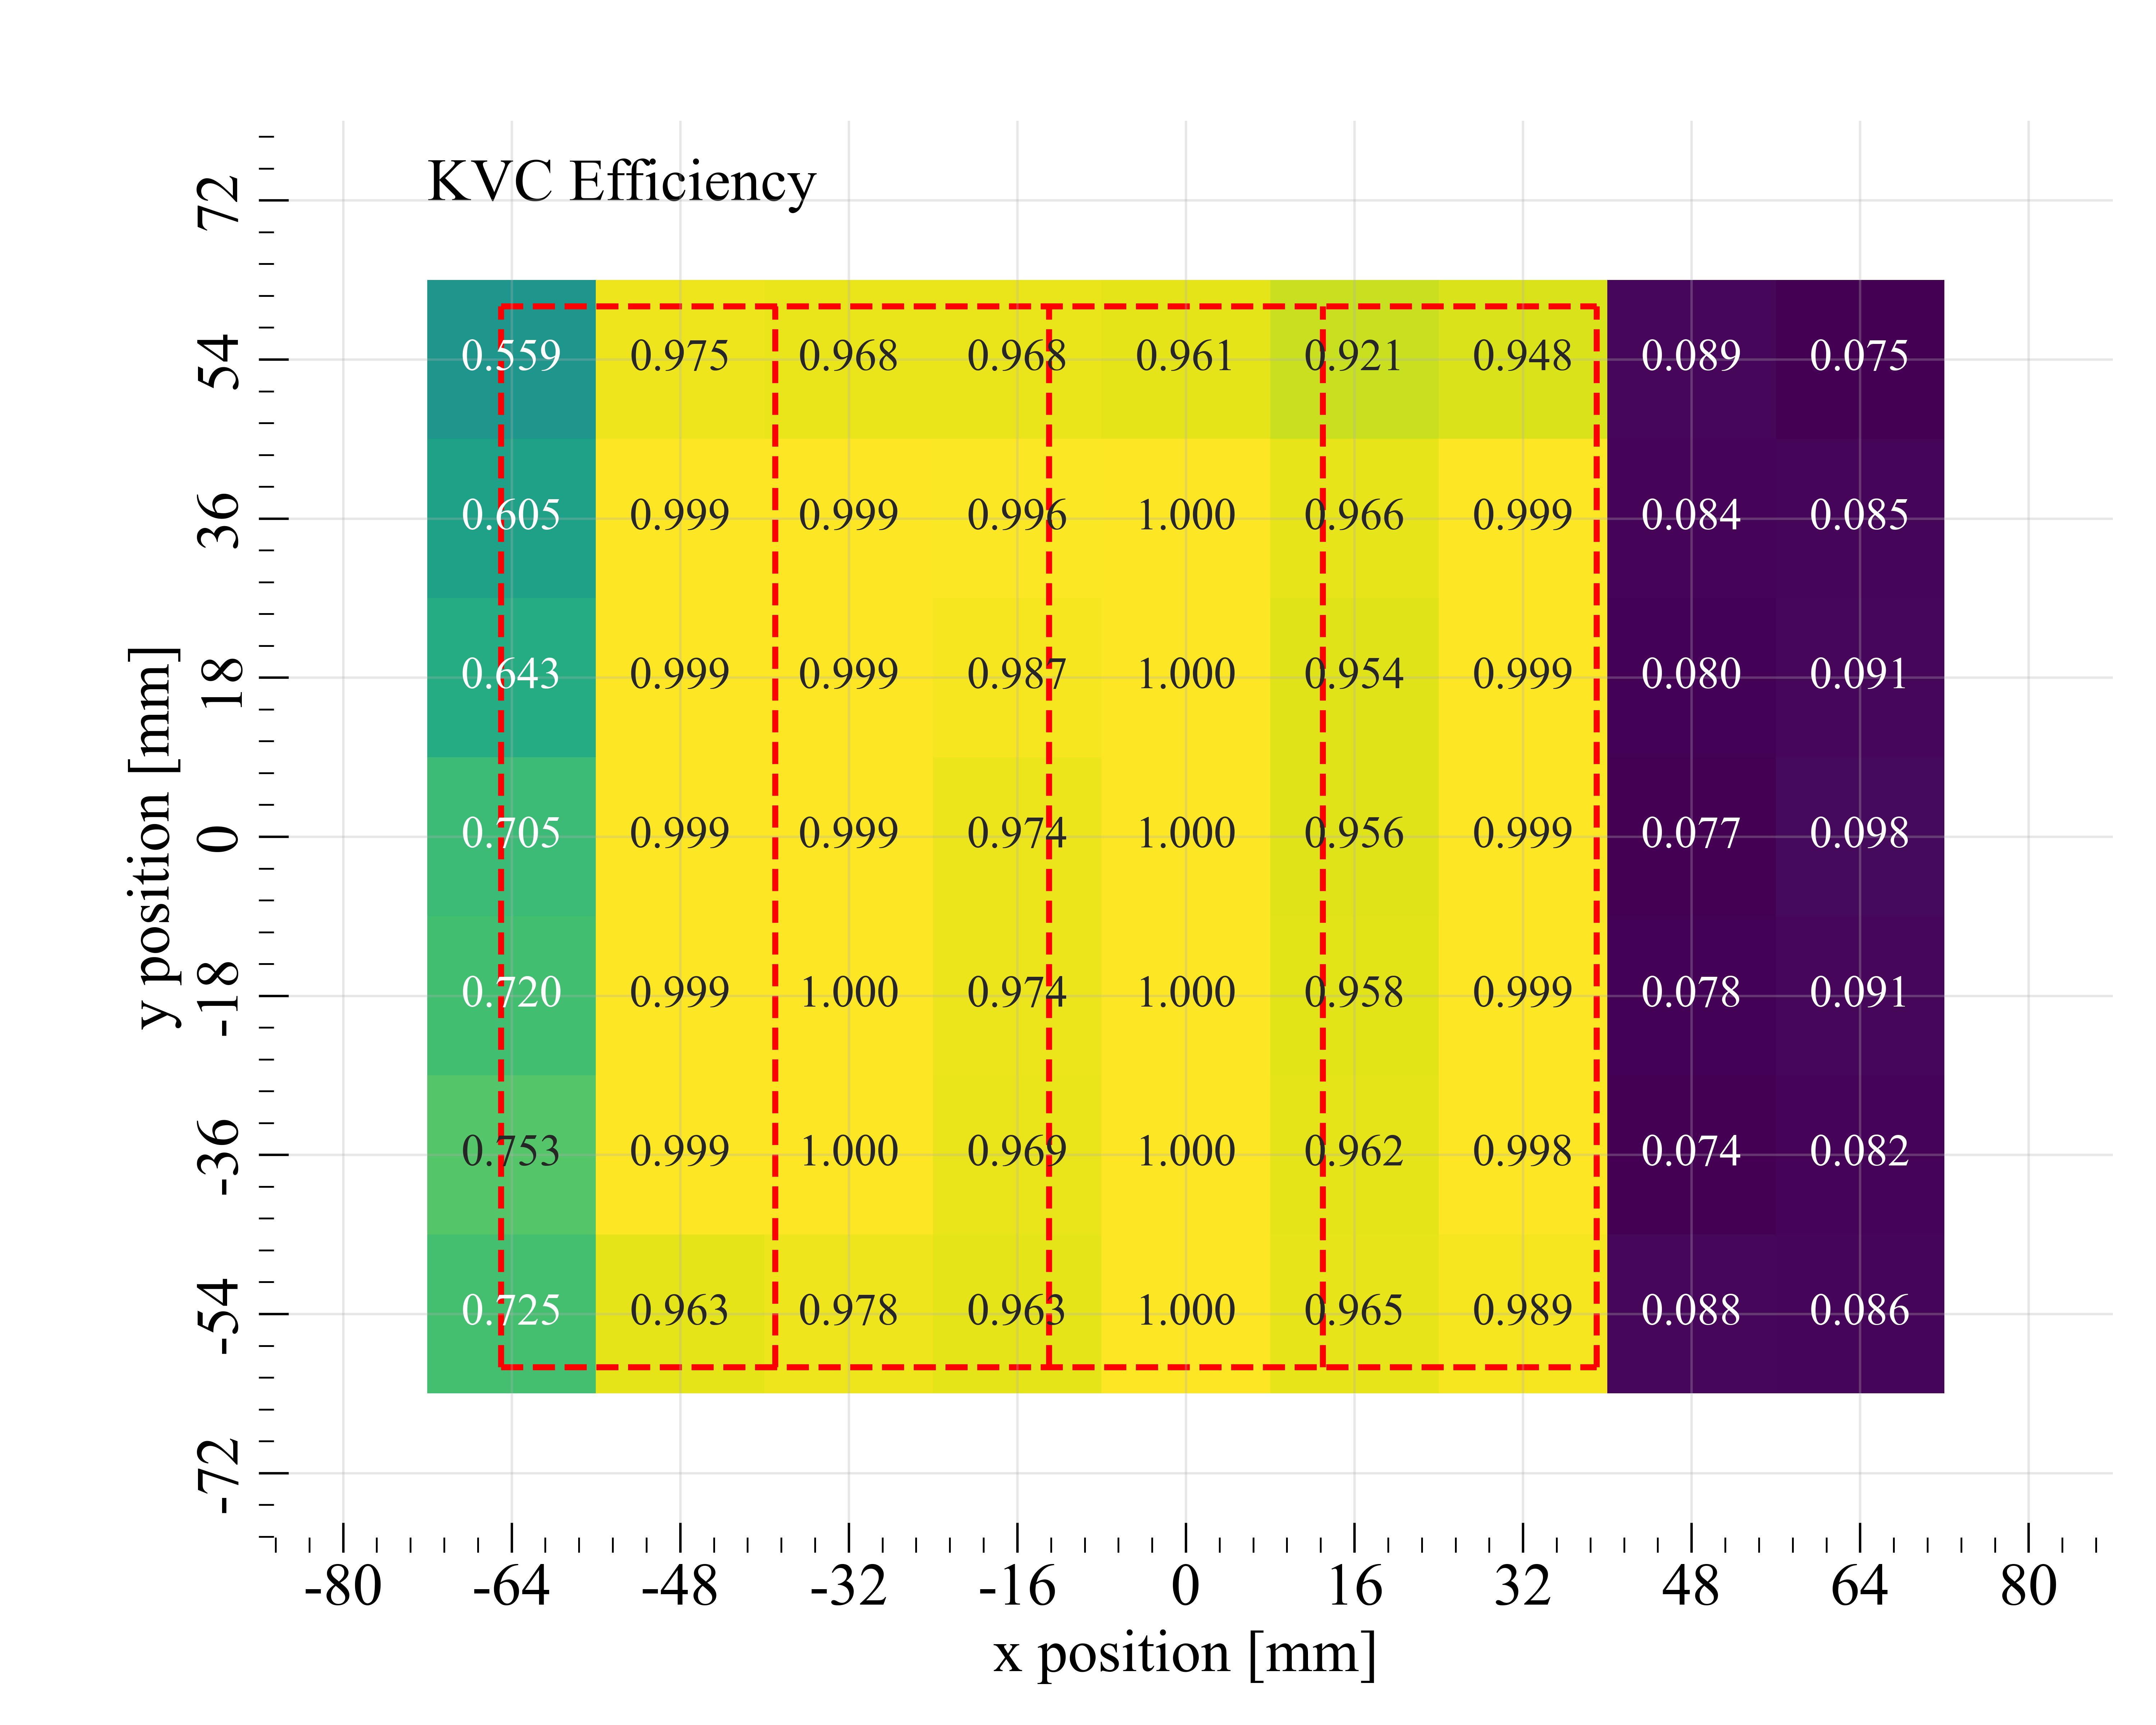 KVC Efficiency
72
54 0.559 0.975 0.968 0.968 0.961 0.921 0.948 0.089 0.075
36 0.605 0.999 0.999 0.996 1.000 0.966 0.999 0.084 0.085
18 0.643 0.999 0.999 0.987 1.000 0.954 0.999 0.080 0.091
0 0.705 0.999 0.999 0.974 1.000 0.956 0.999 0.077 0.098
-18 0.720 0.999 1.000 0.974 1.000 0.958 0.999 0.078 0.091
-36 0.753 0.999 1.000 0.969 1.000 0.962 0.998 0.074 0.082
-54 0.725 0.963 0.978 0.963 1.000 0.965 0.989 0.088 0.086
-72
y position [mm]
-80 -64 -48 -32 -16 0 16 32 48 64 80
x position [mm]